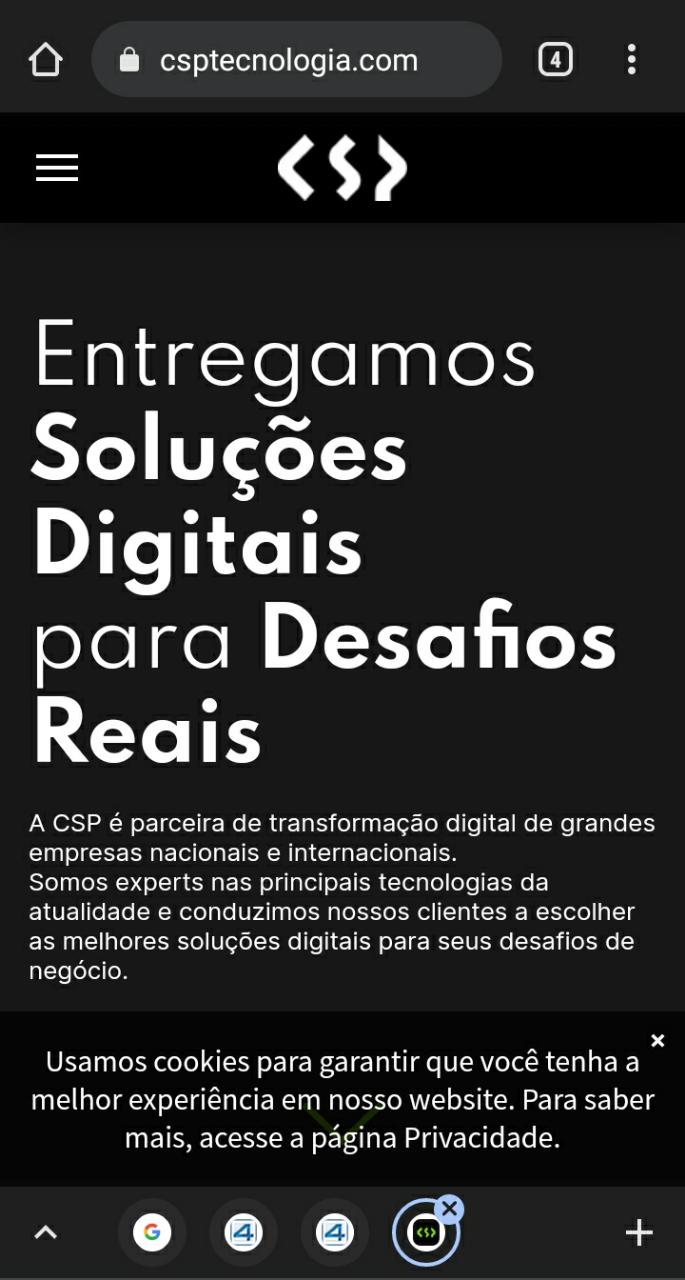 csptecnologia.com
4
CSP
Entregamos
Soluções
Digitais
para Desafios
Reais
A CSP é parceira de transformação digital de grandes
empresas nacionais e internacionais.
Somos experts nas principais tecnologias da
atualidade e conduzimos nossos clientes a escolher
as melhores soluções digitais para seus desafios de
negócio.
Usamos cookies para garantir que você tenha a
melhor experiência em nosso website. Para saber
mais, acesse a página Privacidade.
G 4 4 <S>